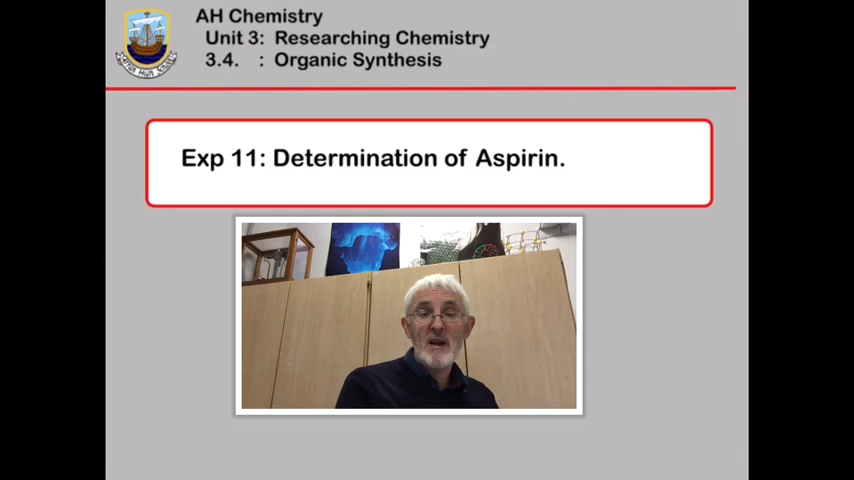 AH Chemistry
Unit 3: Researching Chemistry
3.4. : Organic Synthesis
Exp 11: Determination of Aspirin.